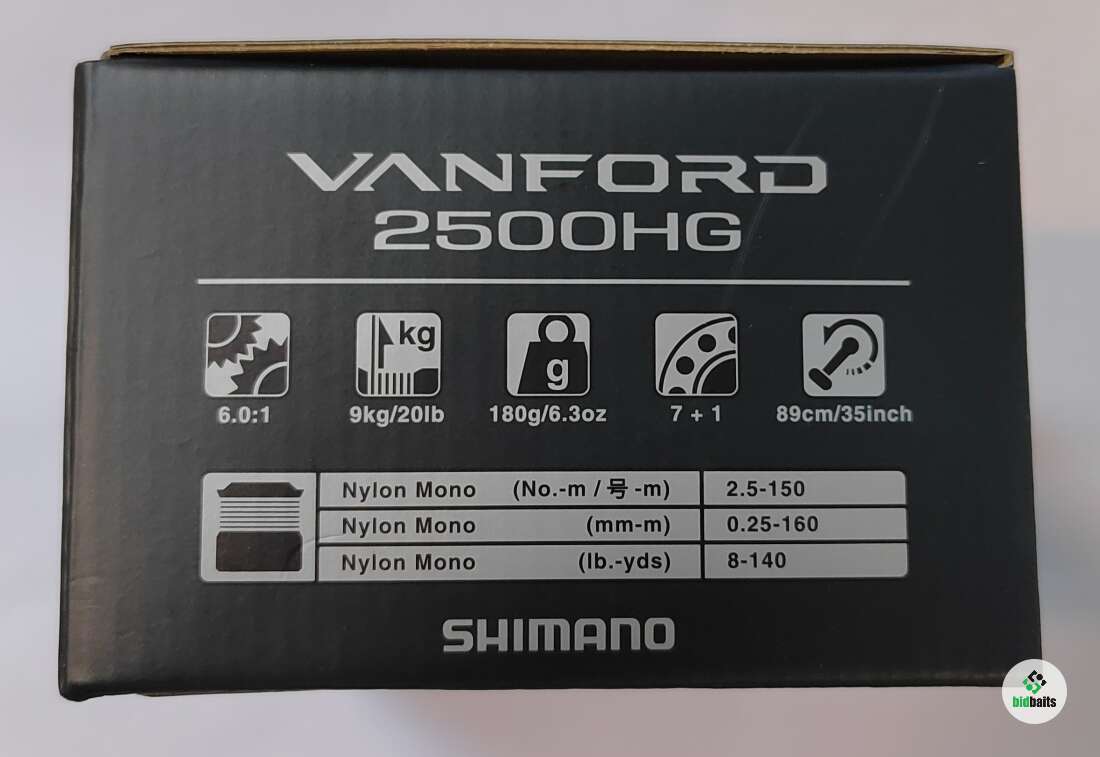 VANFORD
2500HG
kg
g
6.0:1
9kg/20lb
180g/6.3oz
7 + 1
89cm/35inch
Nylon Mono (No.-m / 号 -m) 2.5-150
Nylon Mono (mm-m) 0.25-160
Nylon Mono (lb.-yds) 8-140
SHIMANO
bidbaits